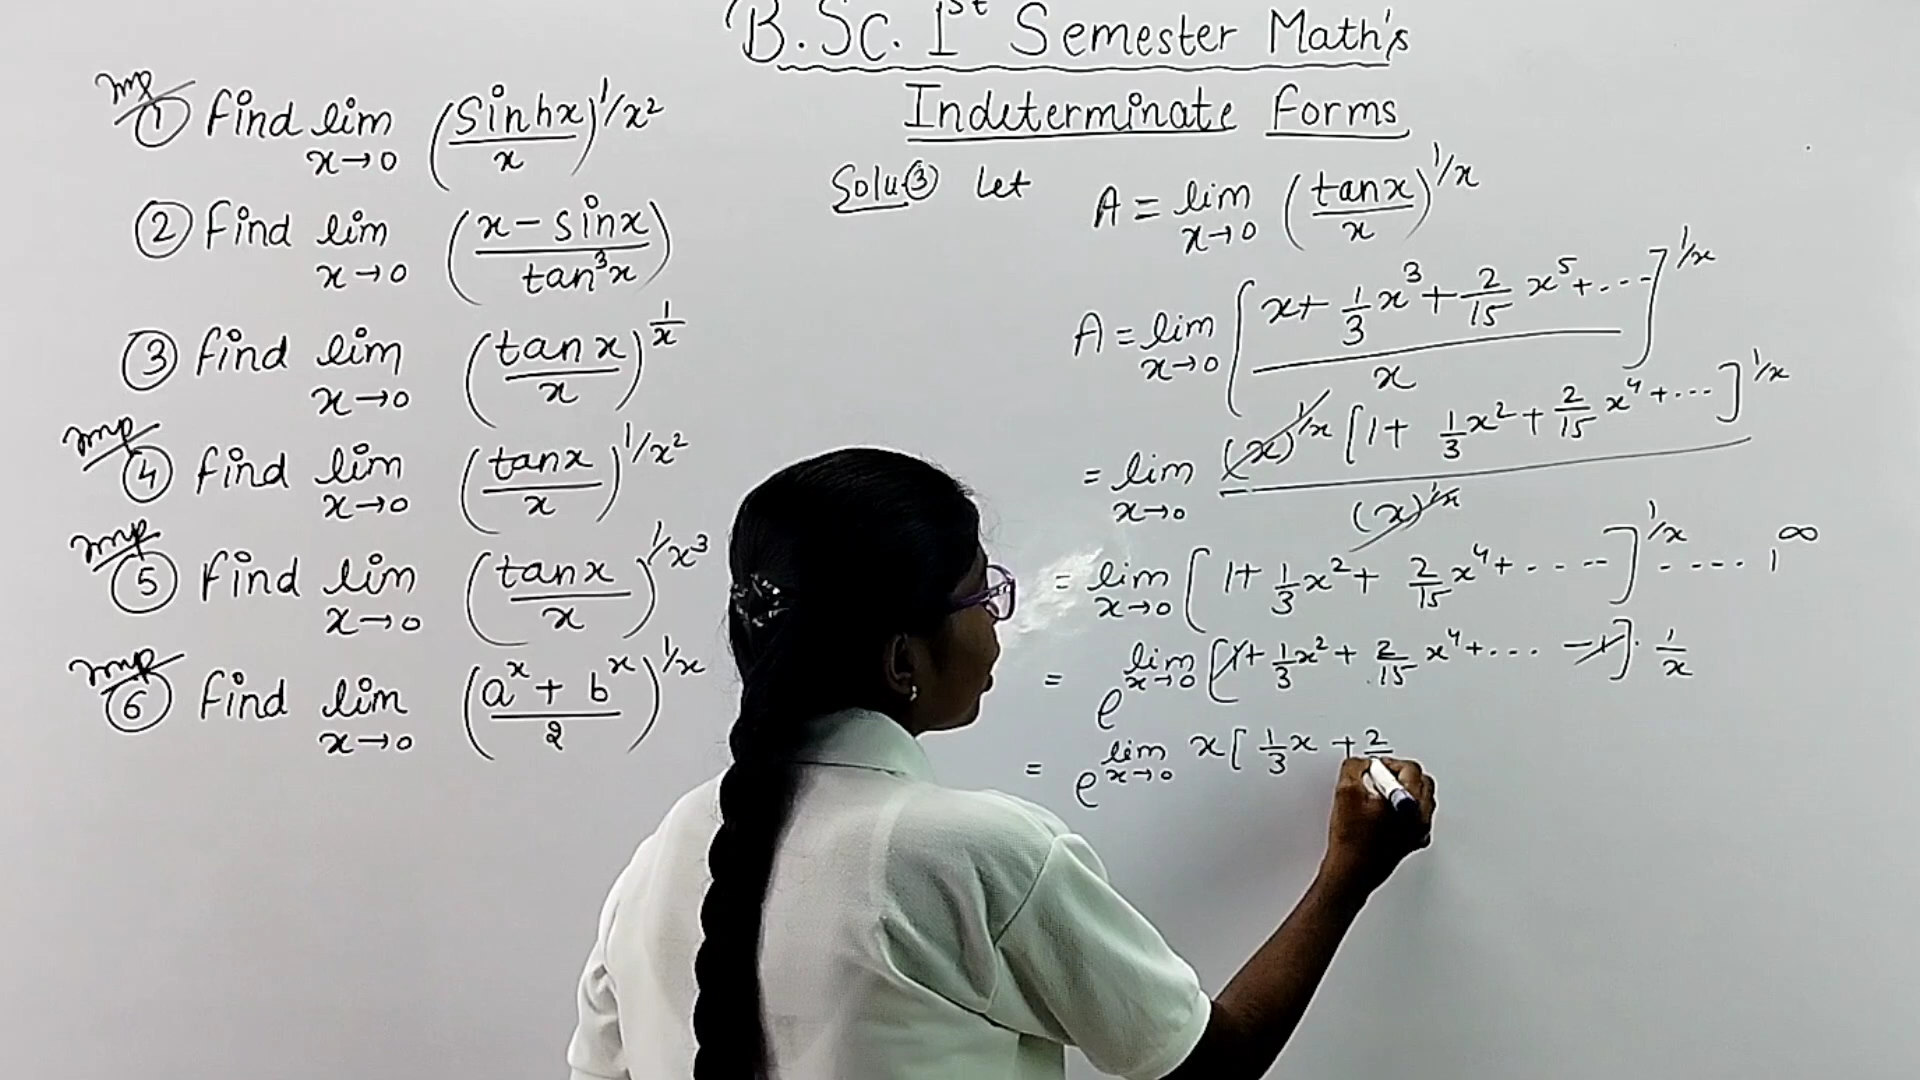 B.Sc. 1st Semester Math's
Indeterminate Forms
Imp
① Find lim x→0 (sinhx/x)^1/x²
② Find lim x→0 (x - sinx/tan³x)
③ Find lim x→0 (tanx/x)^1/x
Imp
④ Find lim x→0 (tanx/x)^1/x²
Imp
⑤ Find lim x→0 (tanx/x)^1/x³
Imp
⑥ Find lim x→0 (a^x + b^x/2)^1/x
Solu③ Let A = lim x→0 (tanx/x)^1/x
A = lim x→0 [x + 1/3 x³ + 2/15 x⁵ + .... / x]^1/x
= lim x→0 (x)^1/x [1 + 1/3 x² + 2/15 x⁴ + ...]^1/x / (x)^1/x
= lim x→0 [1 + 1/3 x² + 2/15 x⁴ + .....]^1/x .... 1^∞
= e^lim x→0 [1 + 1/3 x² + 2/15 x⁴ + ... - 1] · 1/x
= e^lim x→0 x [1/3 x + 2